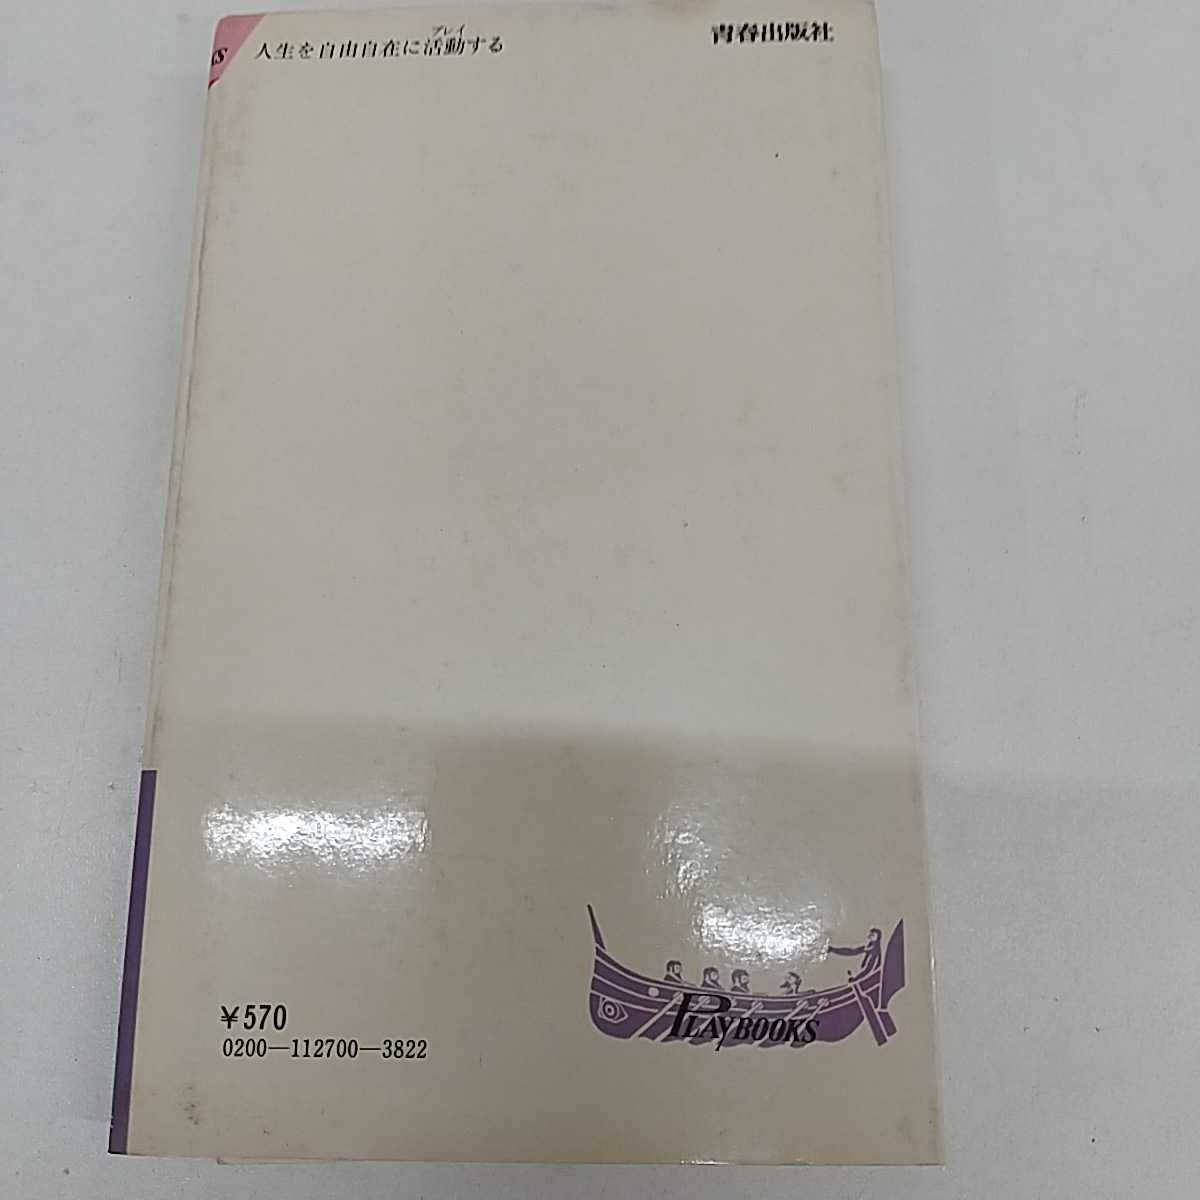 人生を自由自在に活動する
プレイ
青春出版社
¥570
0200—112700—3822
PLAYBOOKS